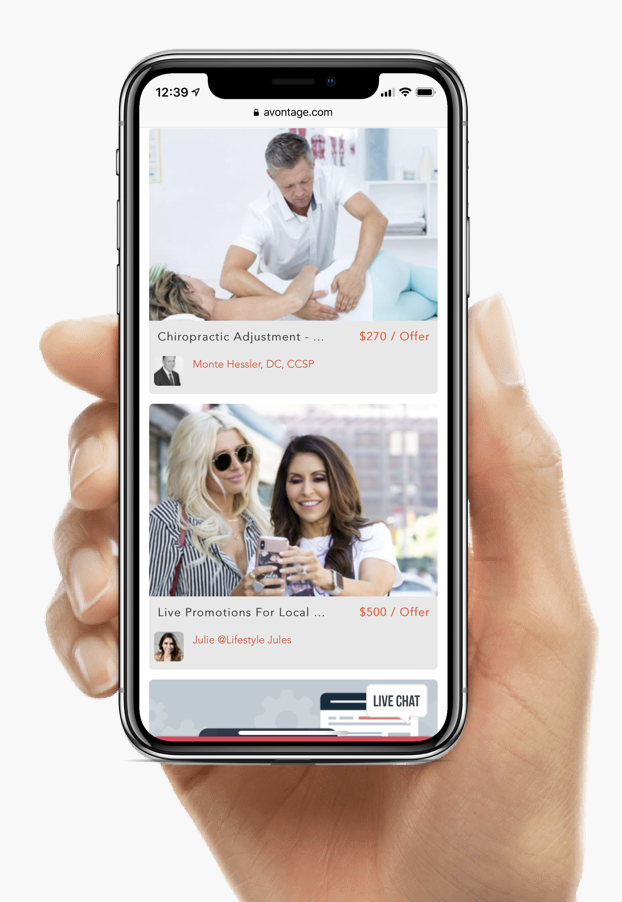 12:39
avontage.com
Chiropractic Adjustment - ...
$270 / Offer
Monte Hessler, DC, CCSP
Live Promotions For Local ...
$500 / Offer
Julie @Lifestyle Jules
LIVE CHAT